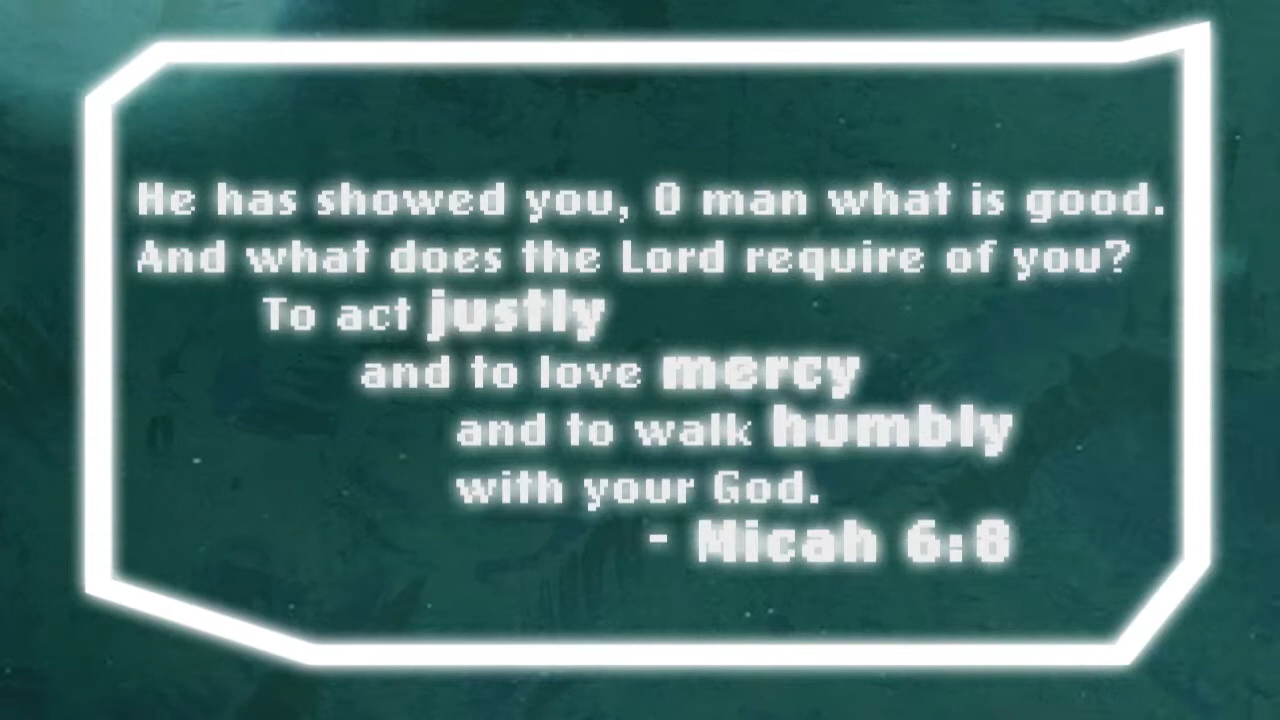 He has showed you, O man what is good.
And what does the Lord require of you?
To act justly
and to love mercy
and to walk humbly
with your God.
- Micah 6:8